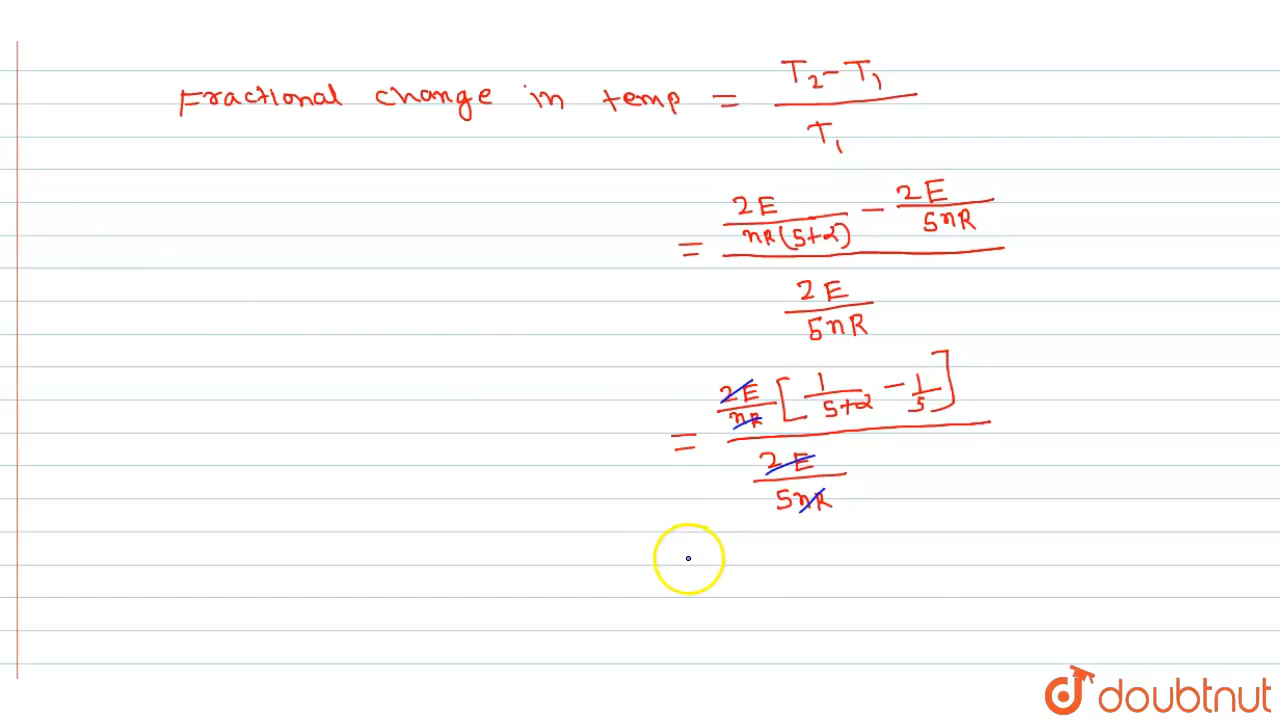 Fractional change in temp = (T₂ − T₁) / T₁
= (2E / nR(5+α) − 2E / 5nR) / (2E / 5nR)
= (2E / nR [1 / 5+α − 1/5]) / (2E / 5nR)
doubtnut